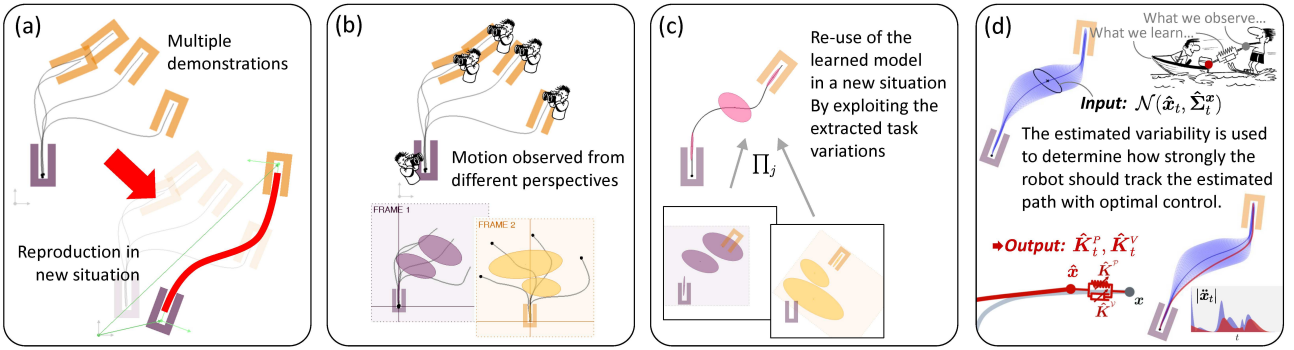 (a)
Multiple
demonstrations
Reproduction in
new situation
(b)
Motion observed from
different perspectives
FRAME 1
FRAME 2
(c)
Re-use of the
learned model
in a new situation
By exploiting the
extracted task
variations
∏j
(d)
What we observe...
What we learn...
Input: 𝒩(x̂t, Σ̂ᵗˣ)
The estimated variability is used
to determine how strongly the
robot should track the estimated
path with optimal control.
➡Output: K̂ₜᴾ, K̂ₜⱽ
x̂
K̂ᴾ
K̂ⱽ
x
|ẍt|
t